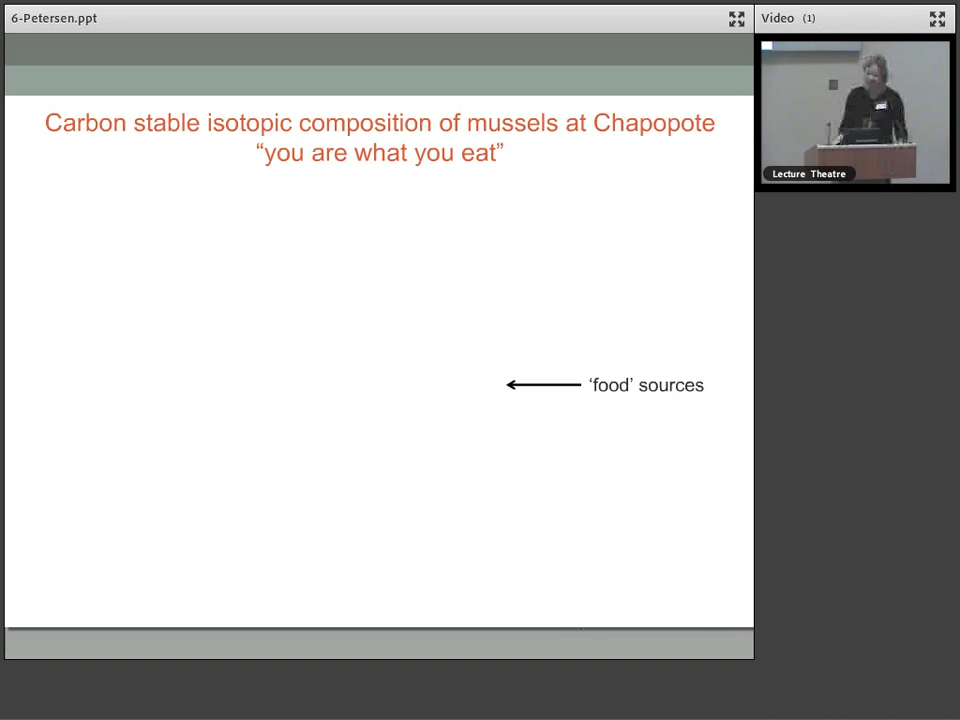 6-Petersen.ppt
Video (1)
Carbon stable isotopic composition of mussels at Chapopote
“you are what you eat”
Lecture Theatre
‘food’ sources